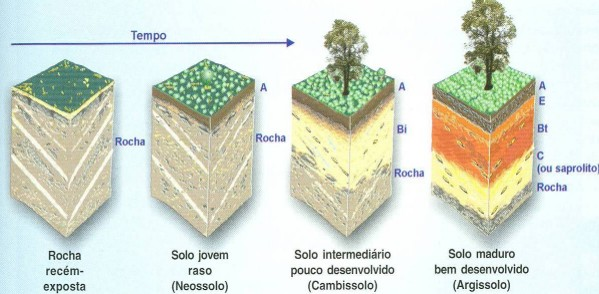 Tempo
Rocha
A
Rocha
A
Bi
Rocha
A
E
Bt
C
(ou saprolito)
Rocha
Rocha
recém-
exposta
Solo jovem
raso
(Neossolo)
Solo intermediário
pouco desenvolvido
(Cambissolo)
Solo maduro
bem desenvolvido
(Argissolo)